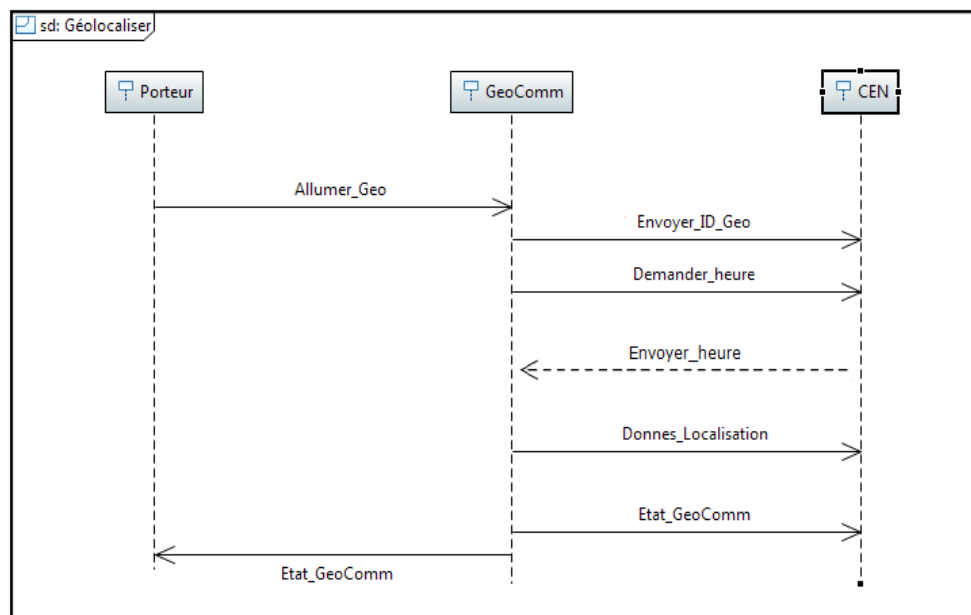 sd: Géolocaliser
Porteur
GeoComm
CEN
Allumer_Geo
Envoyer_ID_Geo
Demander_heure
Envoyer_heure
Donnes_Localisation
Etat_GeoComm
Etat_GeoComm